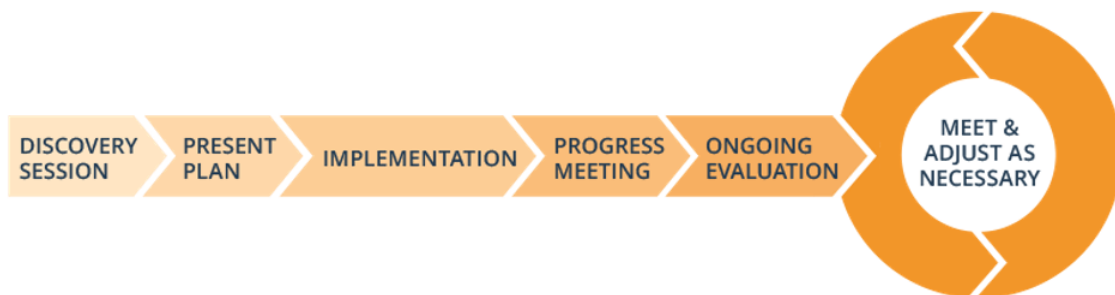 DISCOVERY
SESSION
PRESENT
PLAN
IMPLEMENTATION
PROGRESS
MEETING
ONGOING
EVALUATION
MEET &
ADJUST AS
NECESSARY